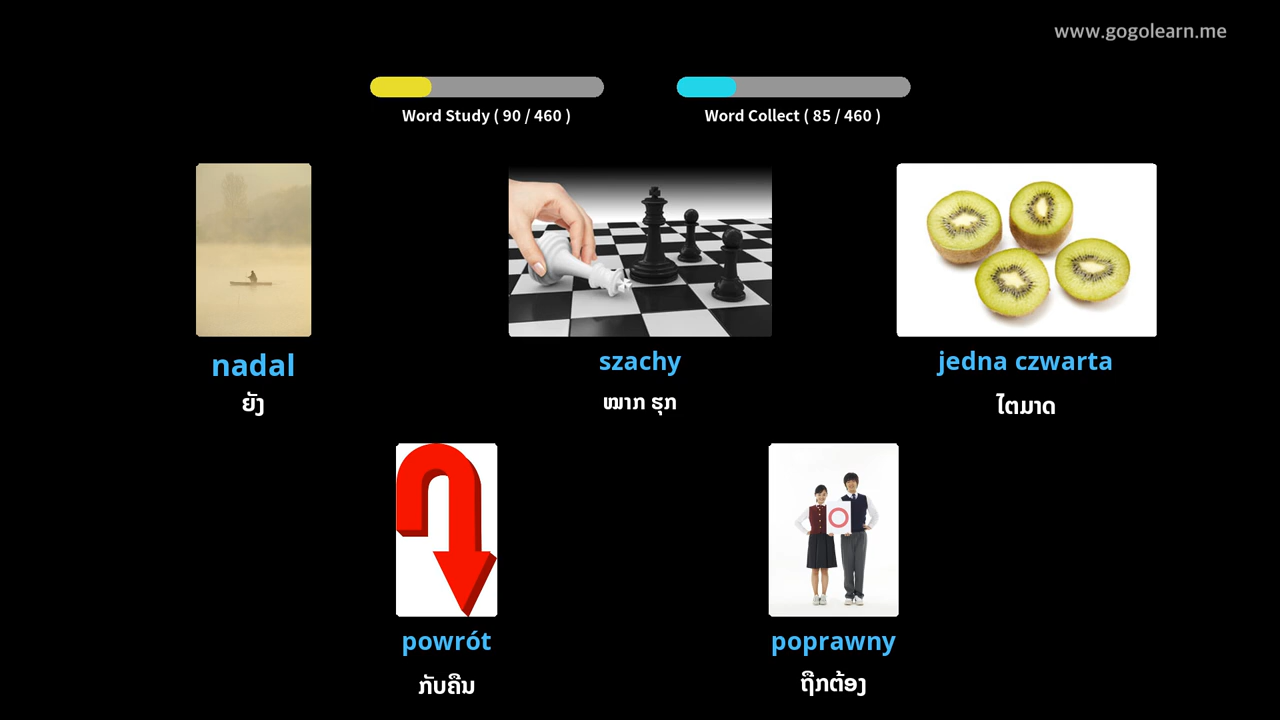 www.gogolearn.me
Word Study ( 90 / 460 )
Word Collect ( 85 / 460 )
nadal
ຍັງ
szachy
ໝາກ ຮຸກ
jedna czwarta
ໄຕມາດ
powrót
ກັບຄືນ
poprawny
ຖືກຕ້ອງ